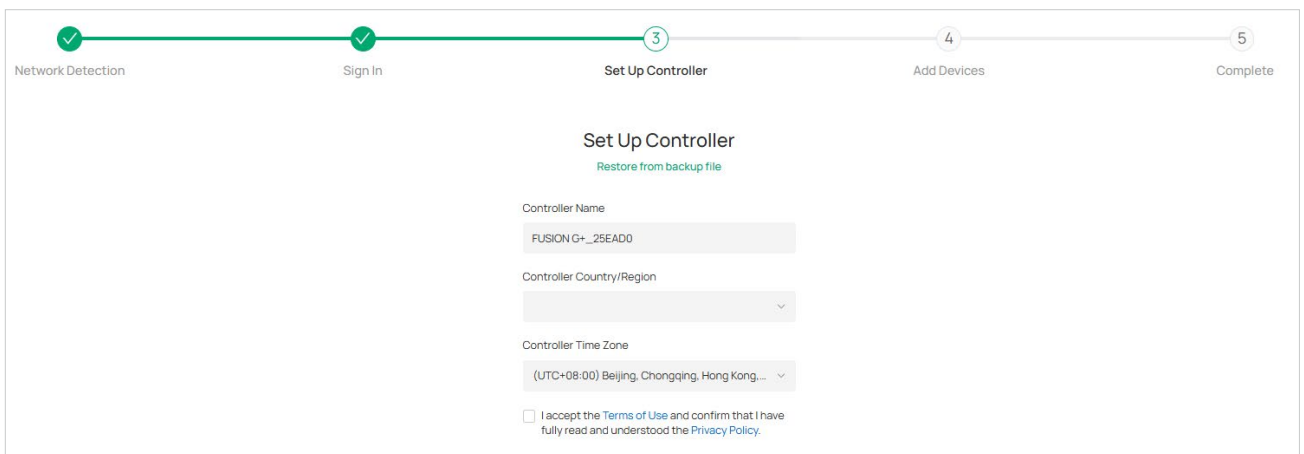 3
4
5
Network Detection
Sign In
Set Up Controller
Add Devices
Complete
Set Up Controller
Restore from backup file
Controller Name
FUSION G+_25EAD0
Controller Country/Region
Controller Time Zone
(UTC+08:00) Beijing, Chongqing, Hong Kong,...
I accept the Terms of Use and confirm that I have
fully read and understood the Privacy Policy.